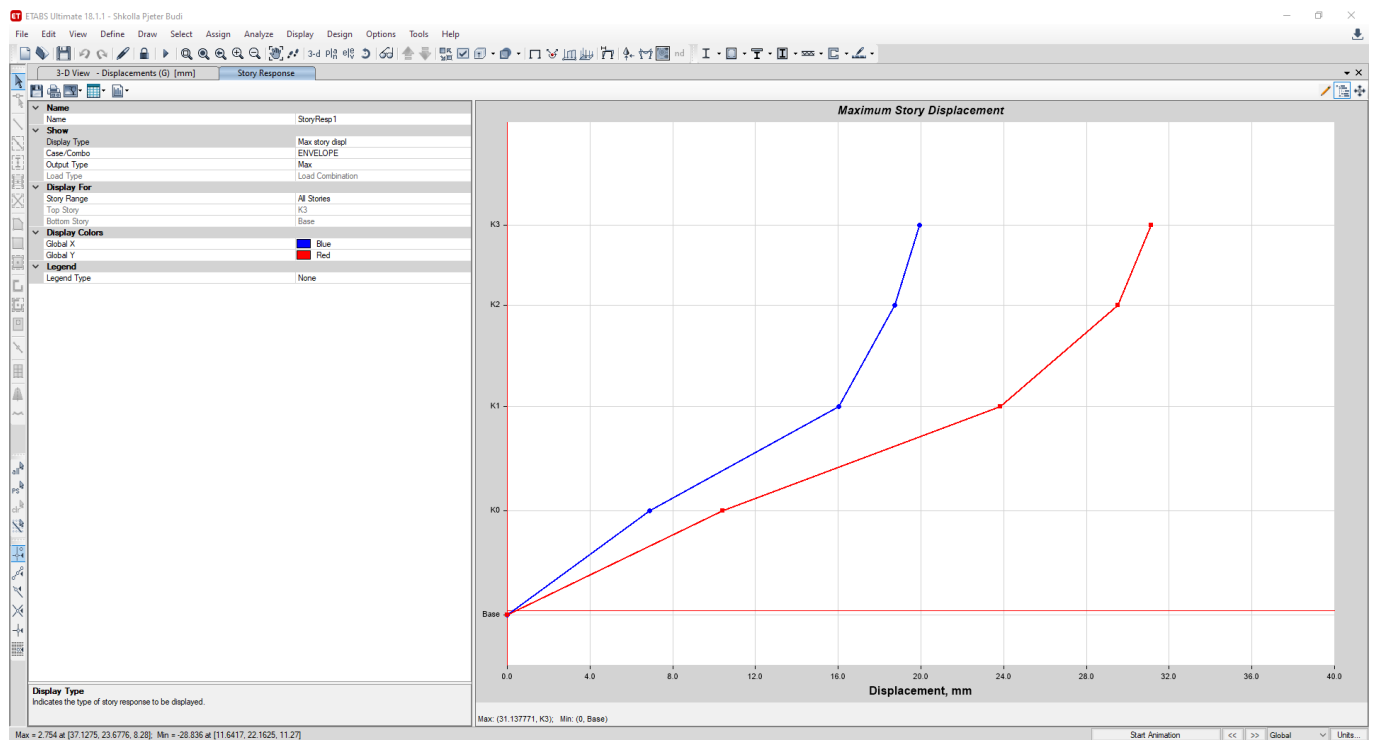 ETABS Ultimate 18.1.1 - Shkolla Pjeter Budi
File Edit View Define Draw Select Assign Analyze Display Design Options Tools Help
3-d
nd
3-D View - Displacements (G) [mm] Story Response
Name
Name StoryResp1
Show
Display Type Max story displ
Case/Combo ENVELOPE
Output Type Max
Load Type Load Combination
Display For
Story Range All Stories
Top Story K3
Bottom Story Base
Display Colors
Global X Blue
Global Y Red
Legend
Legend Type None
Maximum Story Displacement
K3
K2
K1
K0
Base
0.0 4.0 8.0 12.0 16.0 20.0 24.0 28.0 32.0 36.0 40.0
Displacement, mm
Max: (31.137771, K3); Min: (0, Base)
all
PS
clr
Display Type
Indicates the type of story response to be displayed.
Max = 2.754 at [37.1275, 23.6776, 8.28]; Min = -28.836 at [11.6417, 22.1625, 11.27]
Start Animation << >> Global Units...